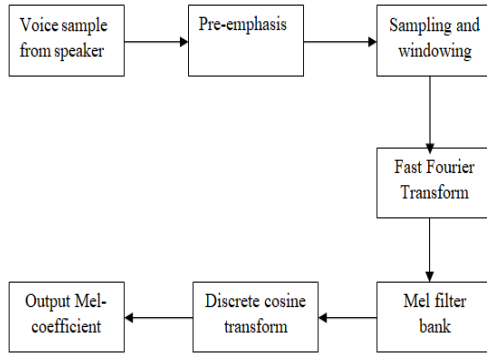 Voice sample
from speaker
Pre-emphasis
Sampling and
windowing
Fast Fourier
Transform
Mel filter
bank
Discrete cosine
transform
Output Mel-
coefficient